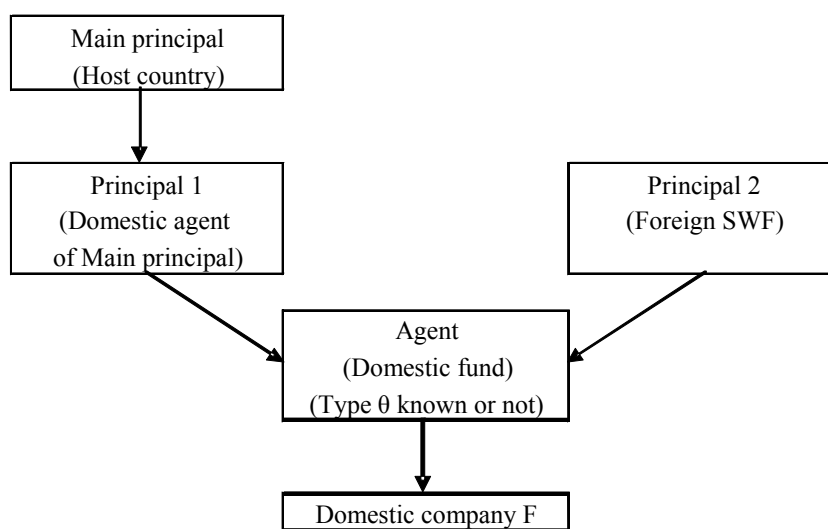 Main principal
(Host country)
Principal 1
(Domestic agent
of Main principal)
Principal 2
(Foreign SWF)
Agent
(Domestic fund)
(Type θ known or not)
Domestic company F